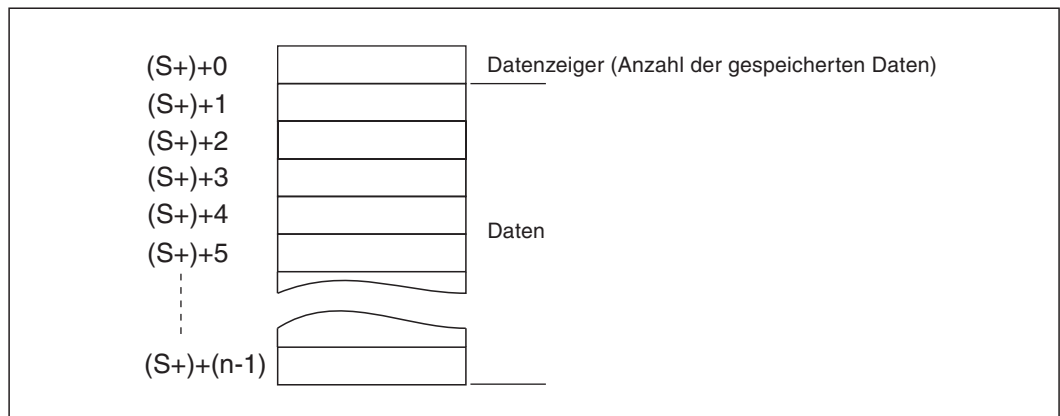 (S+)+0 Datenzeiger (Anzahl der gespeicherten Daten)
(S+)+1
(S+)+2
(S+)+3
(S+)+4 Daten
(S+)+5
(S+)+(n-1)